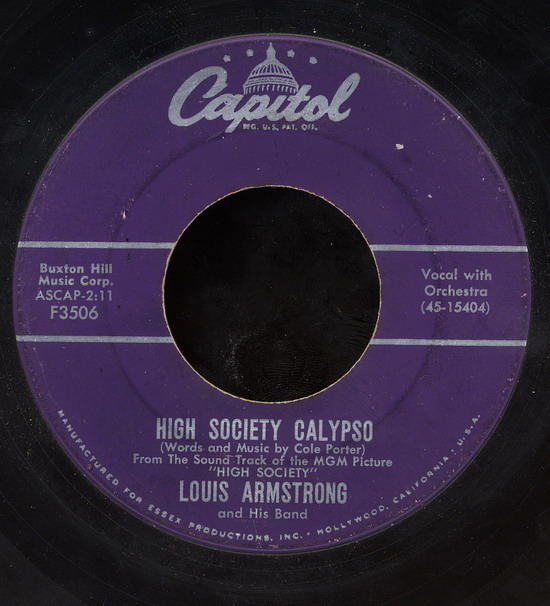 Capitol
REG. U.S. PAT. OFF.
Buxton Hill
Music Corp.
ASCAP-2:11
F3506
Vocal with
Orchestra
(45-15404)
HIGH SOCIETY CALYPSO
(Words and Music by Cole Porter)
From The Sound Track of the MGM Picture
"HIGH SOCIETY"
LOUIS ARMSTRONG
and His Band
MANUFACTURED FOR ESSEX PRODUCTIONS, INC. • HOLLYWOOD, CALIFORNIA • U.S.A.